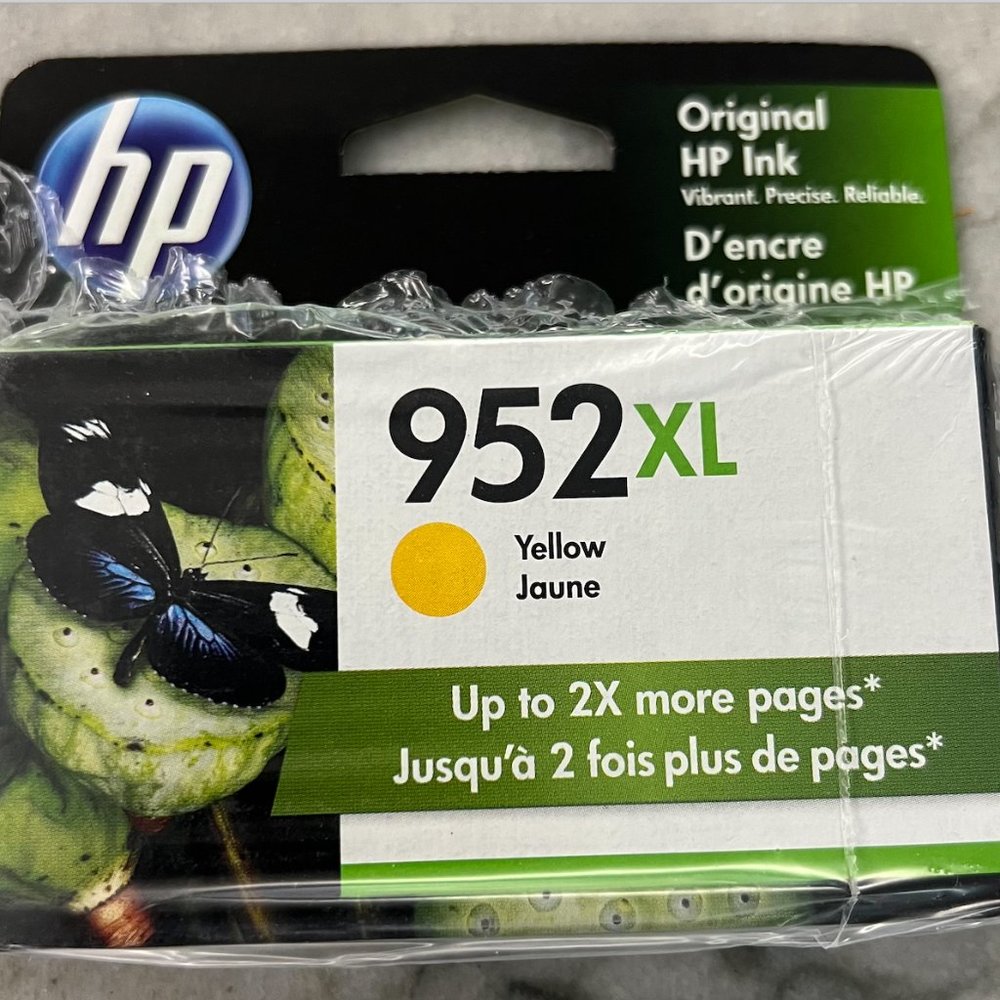 hp
Original
HP Ink
Vibrant. Precise. Reliable.
D'encre
d'origine HP
952XL
Yellow
Jaune
Up to 2X more pages*
Jusqu'à 2 fois plus de pages*